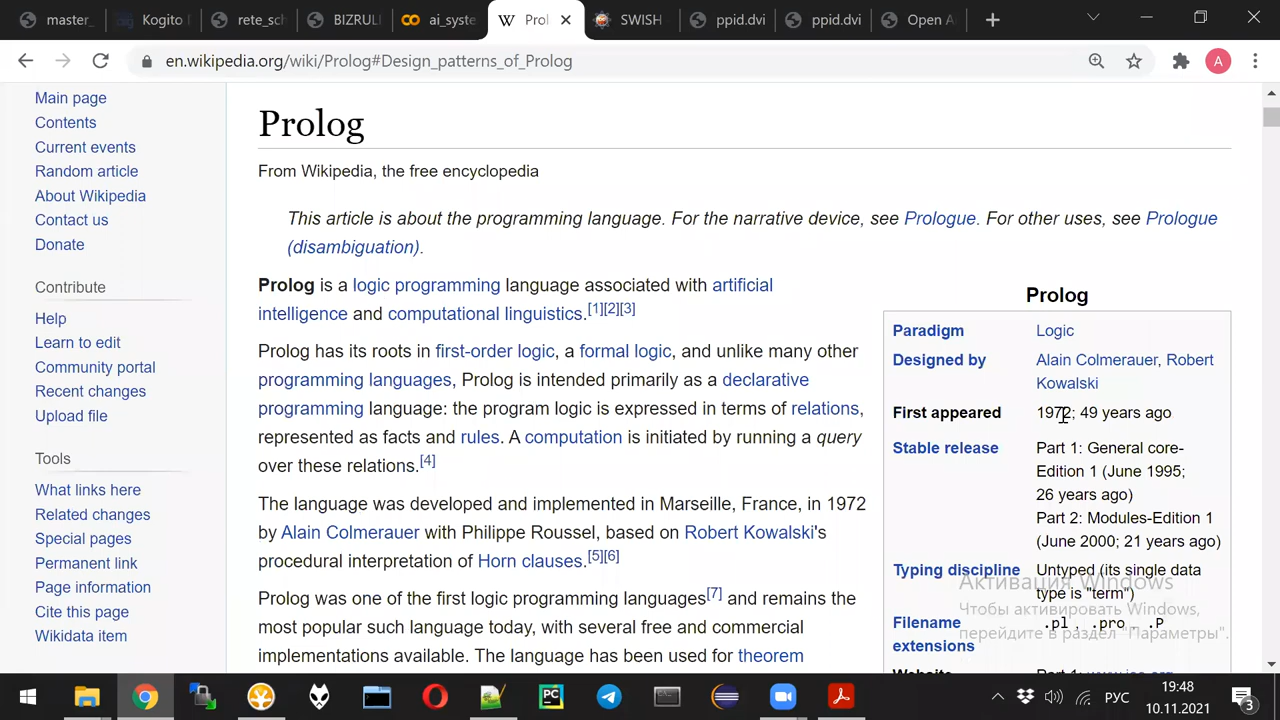 master_
Kogito
rete_sch
BIZRULE
ai_syste
W
Prol
SWISH
ppid.dvi
ppid.dvi
Open A
en.wikipedia.org/wiki/Prolog#Design_patterns_of_Prolog
A
Main page
Contents
Current events
Random article
About Wikipedia
Contact us
Donate
Contribute
Help
Learn to edit
Community portal
Recent changes
Upload file
Tools
What links here
Related changes
Special pages
Permanent link
Page information
Cite this page
Wikidata item
Prolog
From Wikipedia, the free encyclopedia
This article is about the programming language. For the narrative device, see Prologue. For other uses, see Prologue
(disambiguation).
Prolog is a logic programming language associated with artificial
intelligence and computational linguistics.[1][2][3]
Prolog has its roots in first-order logic, a formal logic, and unlike many other
programming languages, Prolog is intended primarily as a declarative
programming language: the program logic is expressed in terms of relations,
represented as facts and rules. A computation is initiated by running a query
over these relations.[4]
The language was developed and implemented in Marseille, France, in 1972
by Alain Colmerauer with Philippe Roussel, based on Robert Kowalski's
procedural interpretation of Horn clauses.[5][6]
Prolog was one of the first logic programming languages[7] and remains the
most popular such language today, with several free and commercial
implementations available. The language has been used for theorem
Prolog
Paradigm Logic
Designed by Alain Colmerauer, Robert
Kowalski
First appeared 1972; 49 years ago
Stable release Part 1: General core-
Edition 1 (June 1995;
26 years ago)
Part 2: Modules-Edition 1
(June 2000; 21 years ago)
Typing discipline Untyped (its single data
type is "term")
Filename .pl, .pro, .P
extensions
Website Part 1: www.iso.org
Активация Windows
Чтобы активировать Windows,
перейдите в раздел "Параметры".
PC
РУС
19:48
10.11.2021
3